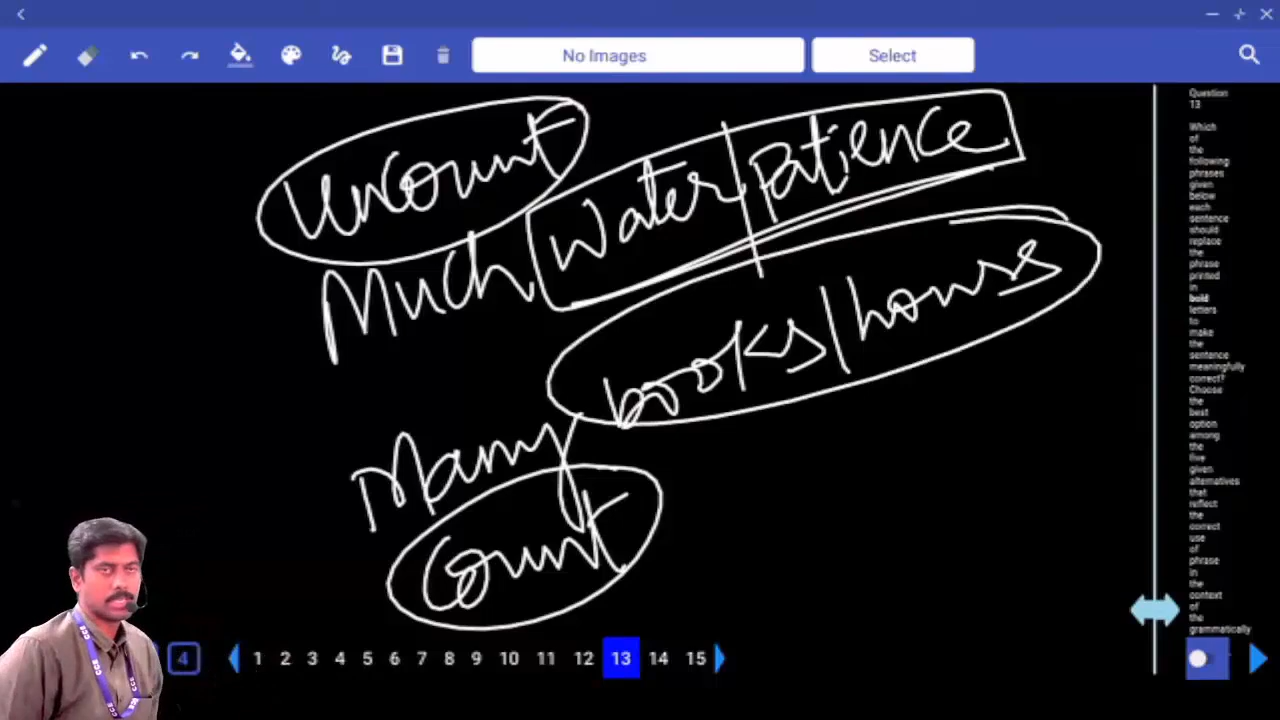 No Images
Select
Uncount
Much Water/Patience
books/hours
Many
Count
4
1 2 3 4 5 6 7 8 9 10 11 12 13 14 15
Question
13
Which
of
the
following
phrases
given
below
each
sentence
should
replace
the
phrase
printed
in
bold
letters
to
make
the
sentence
meaningfully
correct?
Choose
the
best
option
among
the
five
given
alternatives
that
reflect
the
correct
use
of
phrase
in
the
context
of
the
grammatically